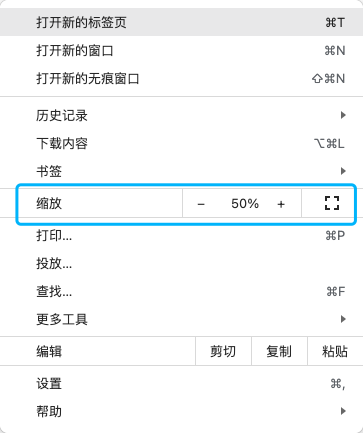 打开新的标签页 ⌘T
打开新的窗口 ⌘N
打开新的无痕窗口 ⇧⌘N
历史记录
下载内容 ⌥⌘L
书签
缩放 − 50% +
打印... ⌘P
投放...
查找... ⌘F
更多工具
编辑 剪切 复制 粘贴
设置 ⌘,
帮助